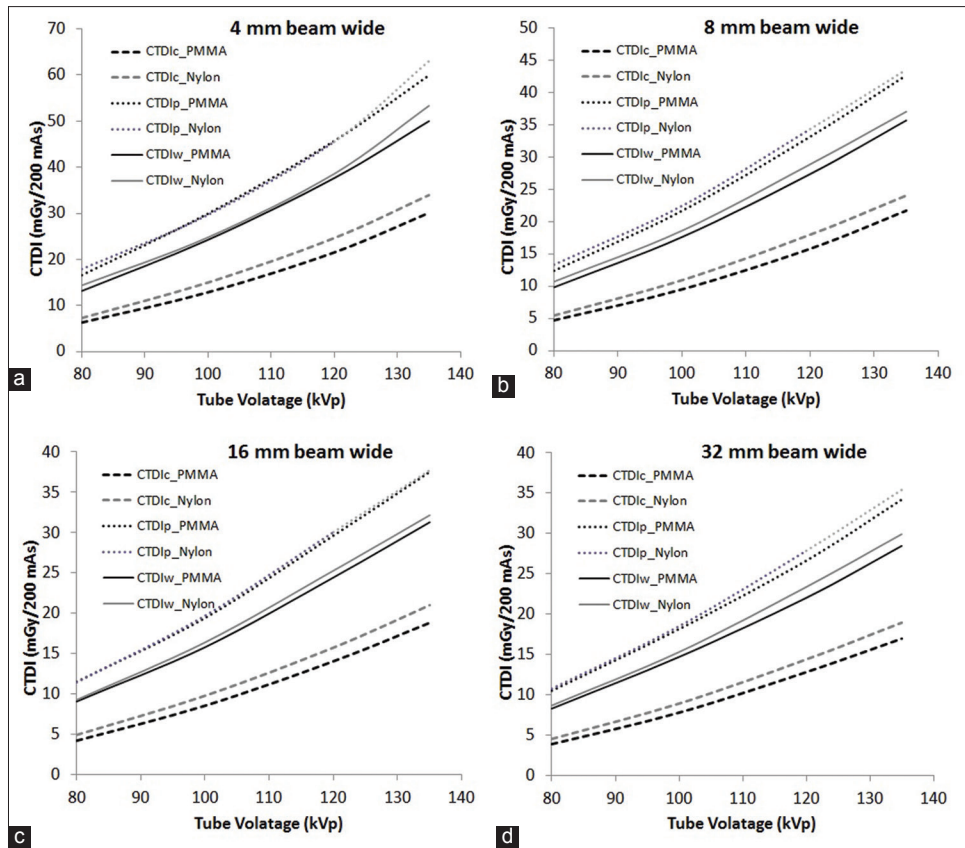 4 mm beam wide
CTDI (mGy/200 mAs)
70
60
50
40
30
20
10
0
CTDIc_PMMA
CTDIc_Nylon
CTDIp_PMMA
CTDIp_Nylon
CTDIw_PMMA
CTDIw_Nylon
80 90 100 110 120 130 140
Tube Volatage (kVp)
a
8 mm beam wide
CTDI (mGy/200 mAs)
50
45
40
35
30
25
20
15
10
5
0
CTDIc_PMMA
CTDIc_Nylon
CTDIp_PMMA
CTDIp_Nylon
CTDIw_PMMA
CTDIw_Nylon
80 90 100 110 120 130 140
Tube Volatage (kVp)
b
16 mm beam wide
CTDI (mGy/200 mAs)
40
35
30
25
20
15
10
5
0
CTDIc_PMMA
CTDIc_Nylon
CTDIp_PMMA
CTDIp_Nylon
CTDIw_PMMA
CTDIw_Nylon
80 90 100 110 120 130 140
Tube Volatage (kVp)
c
32 mm beam wide
CTDI (mGy/200 mAs)
40
35
30
25
20
15
10
5
0
CTDIc_PMMA
CTDIc_Nylon
CTDIp_PMMA
CTDIp_Nylon
CTDIw_PMMA
CTDIw_Nylon
80 90 100 110 120 130 140
Tube Volatage (kVp)
d